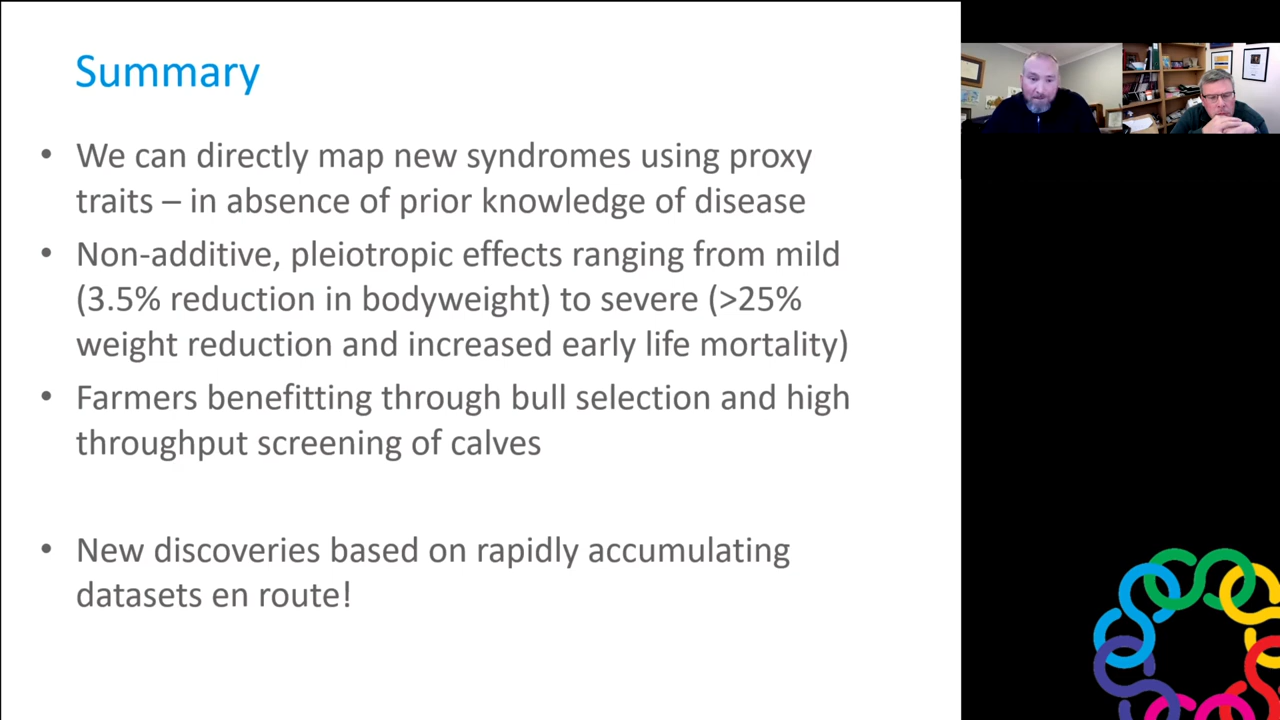 Summary
• We can directly map new syndromes using proxy
traits – in absence of prior knowledge of disease
• Non-additive, pleiotropic effects ranging from mild
(3.5% reduction in bodyweight) to severe (>25%
weight reduction and increased early life mortality)
• Farmers benefitting through bull selection and high
throughput screening of calves
• New discoveries based on rapidly accumulating
datasets en route!